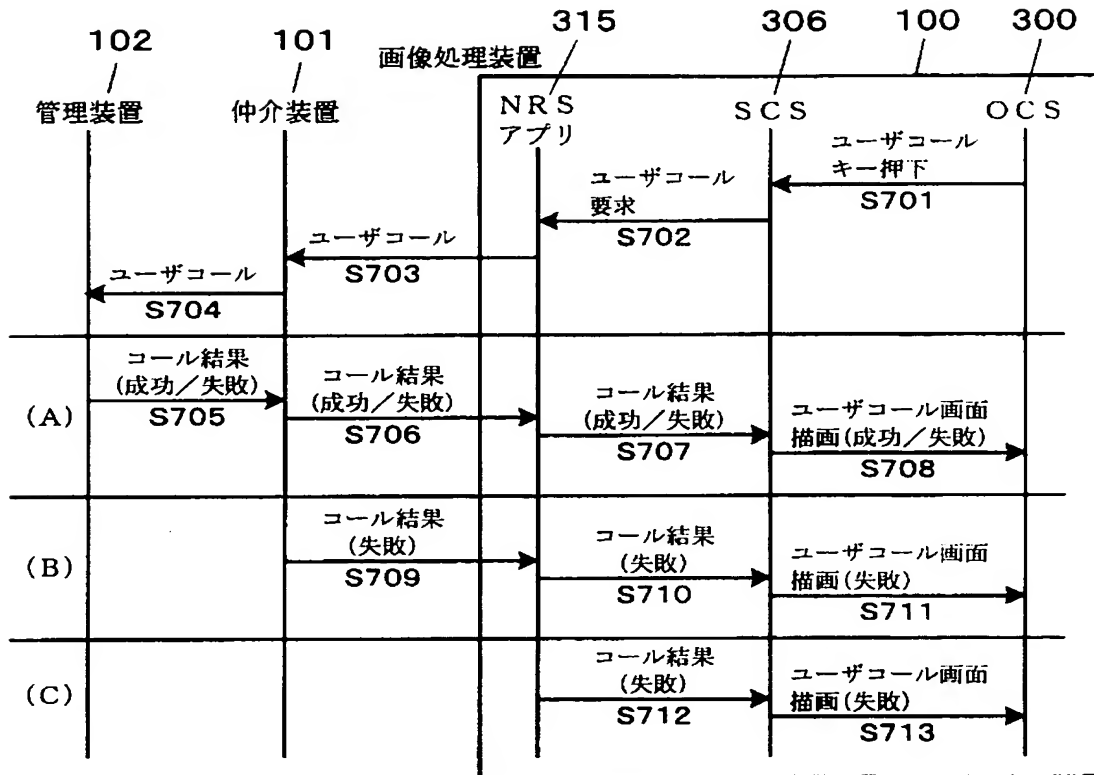 102
101
315
306
100
300
画像処理装置
管理装置
仲介装置
NRS
アプリ
SCS
OCS
ユーザコール
キー押下
S701
ユーザコール
要求
S702
ユーザコール
S703
ユーザコール
S704
(A)
コール結果
(成功/失敗)
S705
コール結果
(成功/失敗)
S706
コール結果
(成功/失敗)
S707
ユーザコール画面
描画(成功/失敗)
S708
(B)
コール結果
(失敗)
S709
コール結果
(失敗)
S710
ユーザコール画面
描画(失敗)
S711
(C)
コール結果
(失敗)
S712
ユーザコール画面
描画(失敗)
S713